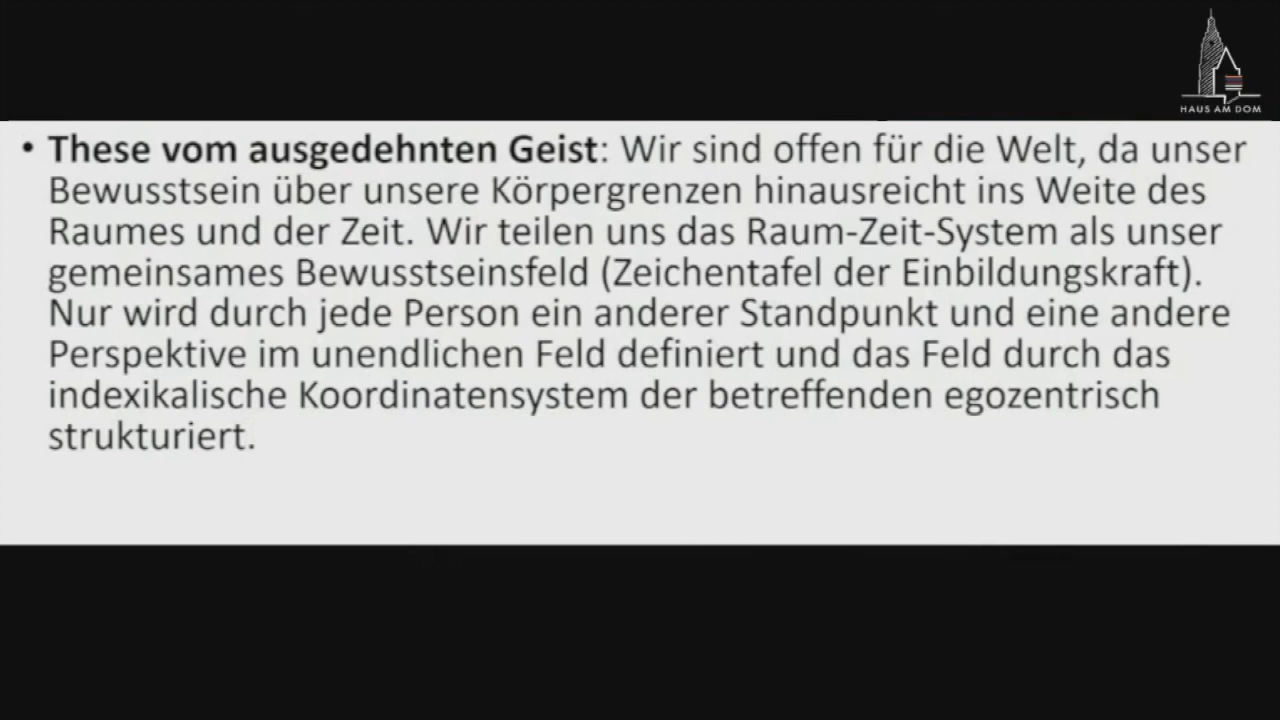 HAUS AM DOM
• These vom ausgedehnten Geist: Wir sind offen für die Welt, da unser
Bewusstsein über unsere Körpergrenzen hinausreicht ins Weite des
Raumes und der Zeit. Wir teilen uns das Raum-Zeit-System als unser
gemeinsames Bewusstseinsfeld (Zeichentafel der Einbildungskraft).
Nur wird durch jede Person ein anderer Standpunkt und eine andere
Perspektive im unendlichen Feld definiert und das Feld durch das
indexikalische Koordinatensystem der betreffenden egozentrisch
strukturiert.